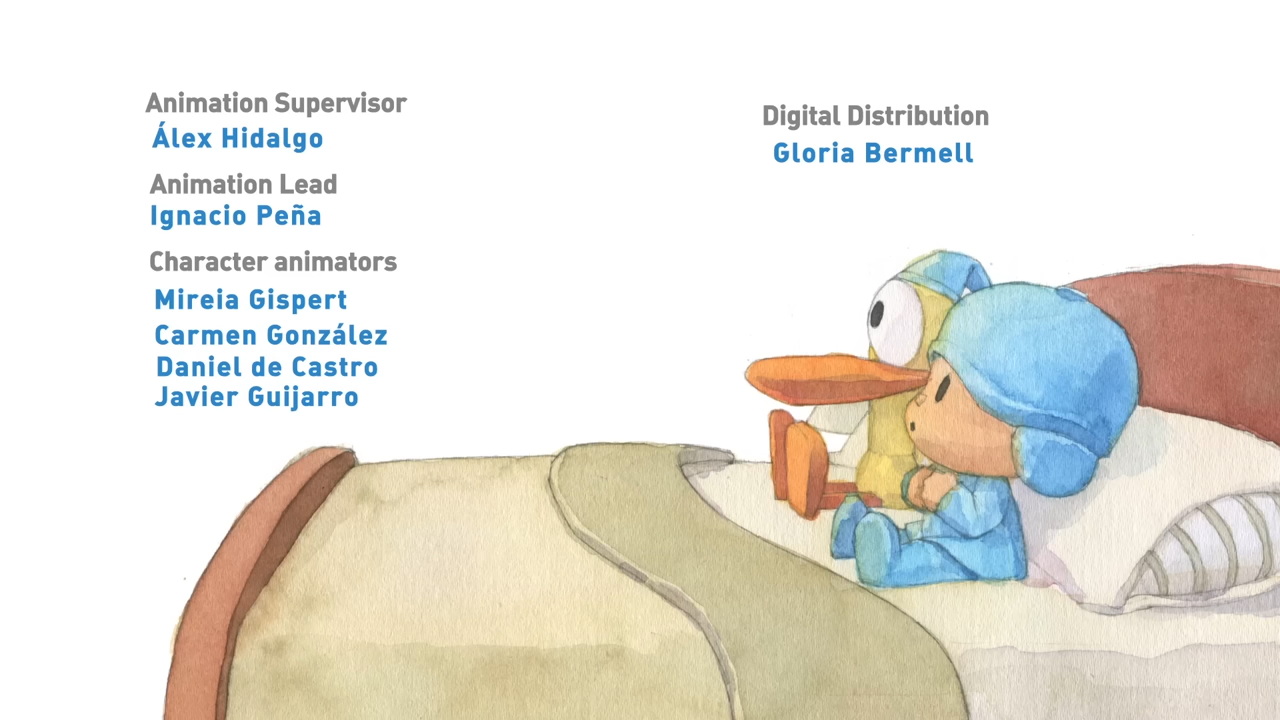 Animation Supervisor
Álex Hidalgo
Animation Lead
Ignacio Peña
Character animators
Mireia Gispert
Carmen González
Daniel de Castro
Javier Guijarro
Digital Distribution
Gloria Bermell